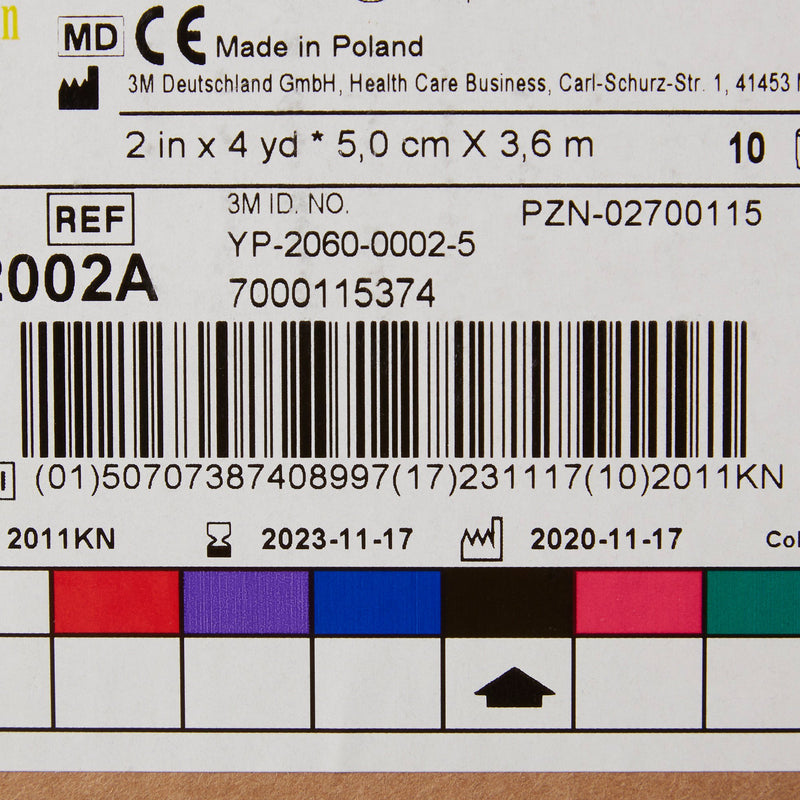 n
MD CE Made in Poland
3M Deutschland GmbH, Health Care Business, Carl-Schurz-Str. 1, 41453
2 in x 4 yd * 5,0 cm X 3,6 m 10
REF 3M ID. NO. PZN-02700115
YP-2060-0002-5
2002A 7000115374
(01)50707387408997(17)231117(10)2011KN
2011KN 2023-11-17 2020-11-17 Col